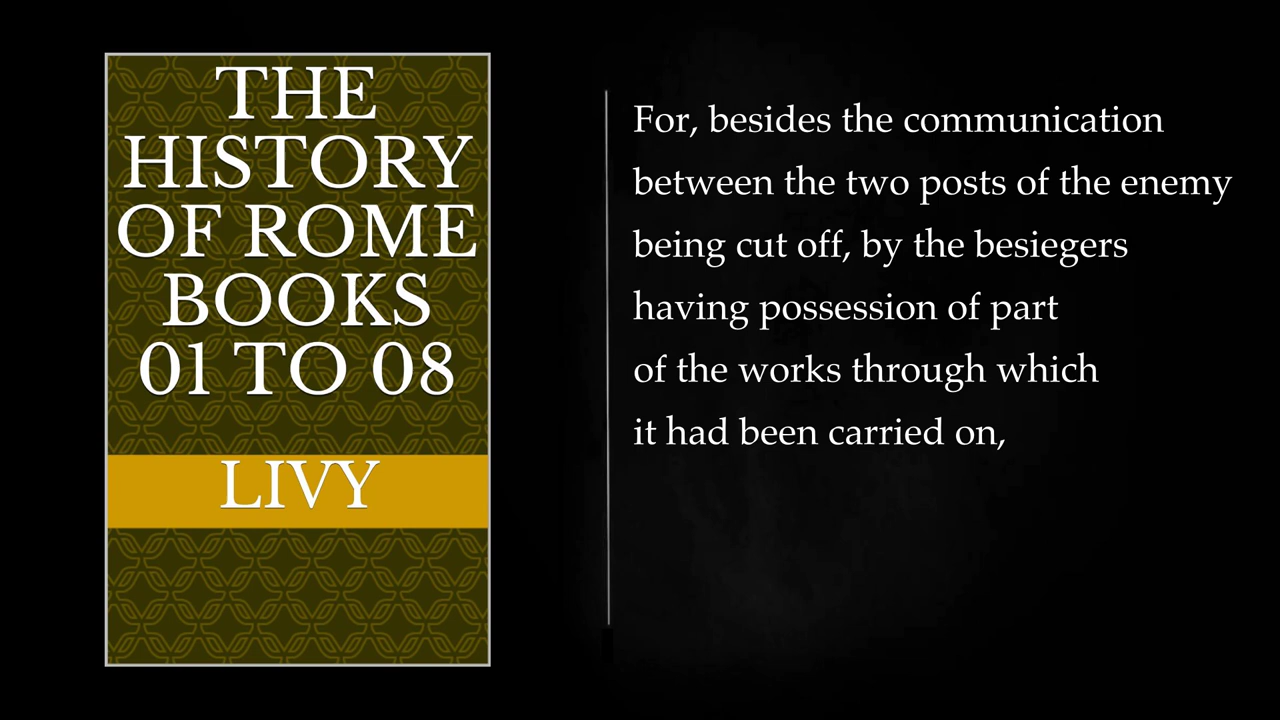 THE
HISTORY
OF ROME
BOOKS
01 TO 08
LIVY
For, besides the communication
between the two posts of the enemy
being cut off, by the besiegers
having possession of part
of the works through which
it had been carried on,